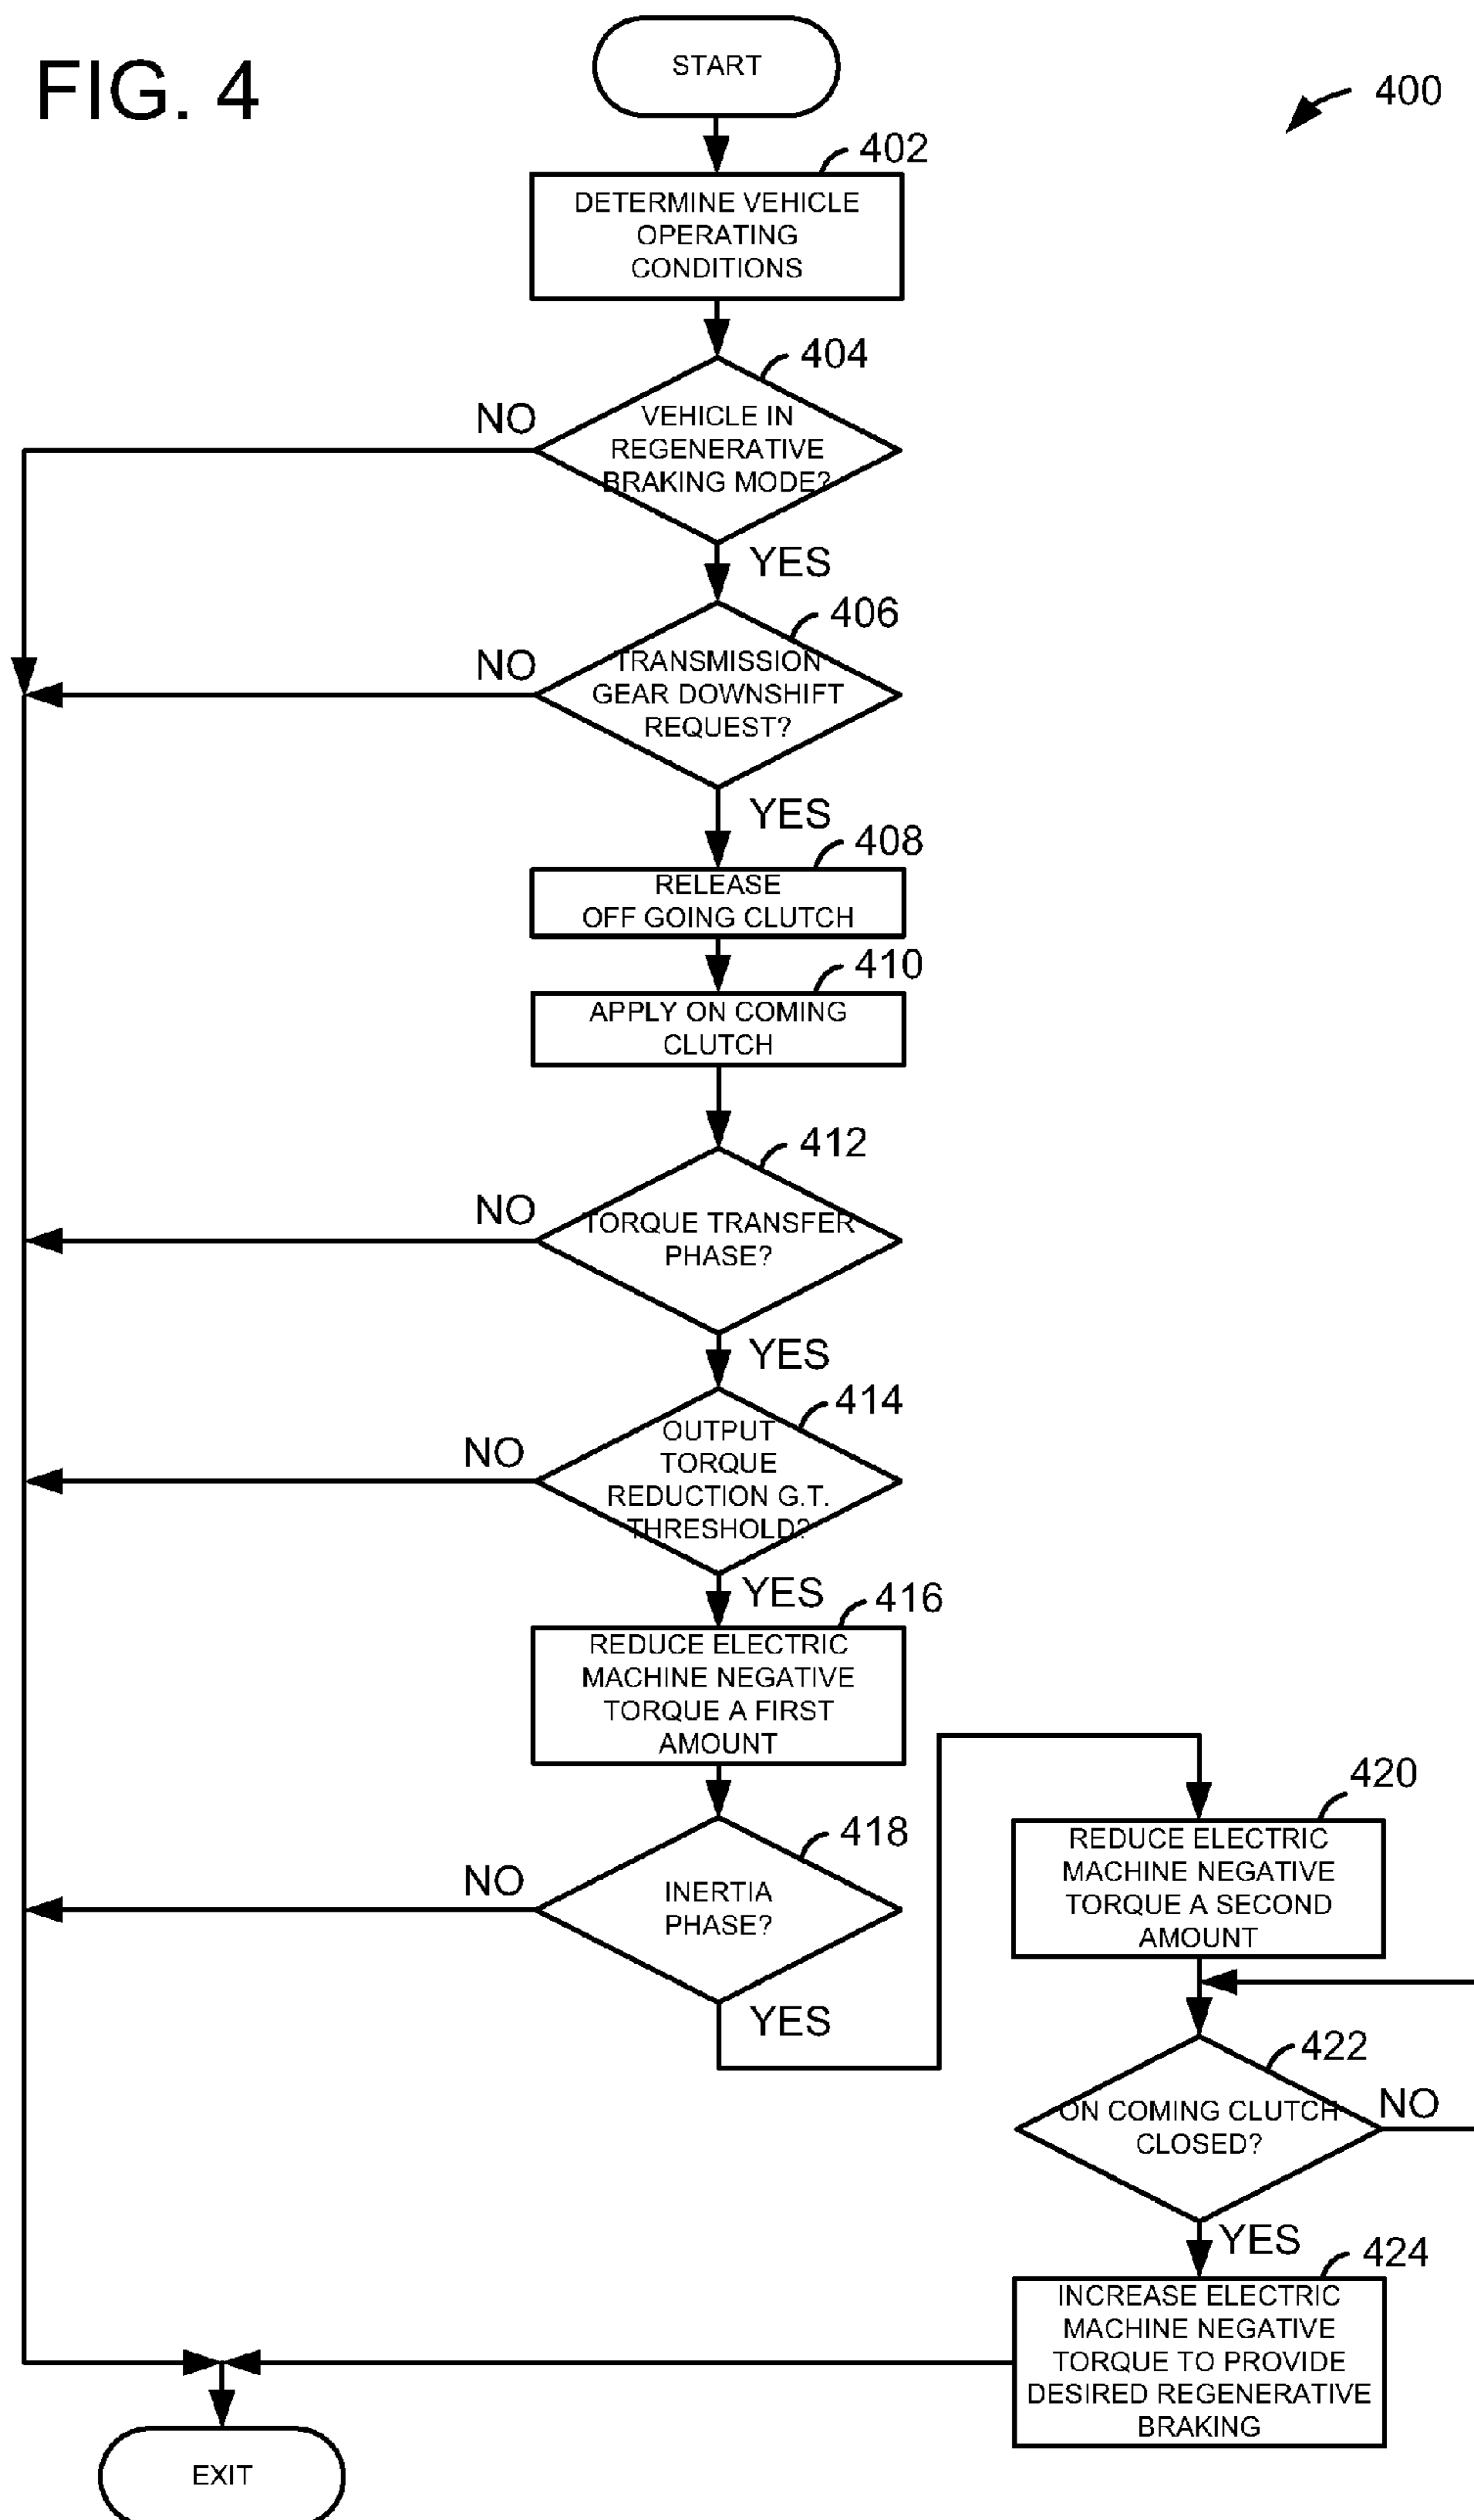 FIG. 4
START
400
402
DETERMINE VEHICLE
OPERATING
CONDITIONS
404
NO
VEHICLE IN
REGENERATIVE
BRAKING MODE?
YES
406
NO
TRANSMISSION
GEAR DOWNSHIFT
REQUEST?
YES
408
RELEASE
OFF GOING CLUTCH
410
APPLY ON COMING
CLUTCH
412
NO
TORQUE TRANSFER
PHASE?
YES
414
NO
OUTPUT
TORQUE
REDUCTION G.T.
THRESHOLD?
YES
416
REDUCE ELECTRIC
MACHINE NEGATIVE
TORQUE A FIRST
AMOUNT
418
NO
INERTIA
PHASE?
YES
420
REDUCE ELECTRIC
MACHINE NEGATIVE
TORQUE A SECOND
AMOUNT
422
ON COMING CLUTCH
CLOSED?
NO
YES
424
INCREASE ELECTRIC
MACHINE NEGATIVE
TORQUE TO PROVIDE
DESIRED REGENERATIVE
BRAKING
EXIT